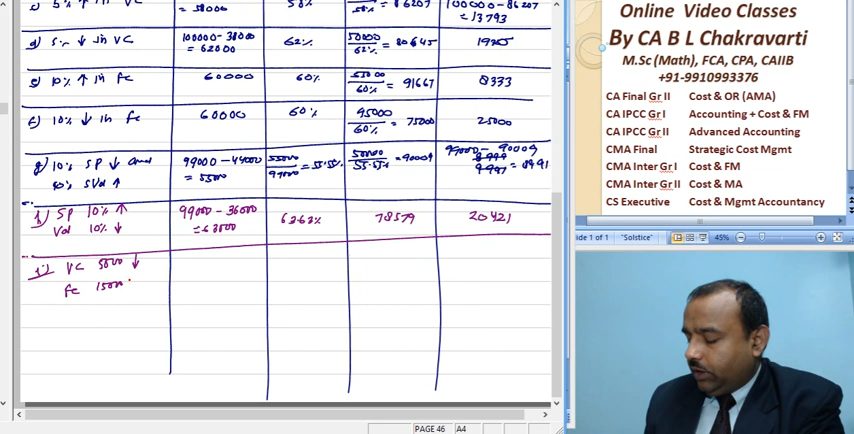 c) 5% ↑ in VC
= 58000
58%
58% = 86207
100000 - 86207
= 13793
d) 5% ↓ in VC
100000 - 38000
= 62000
62%
50000
62% = 80645
e) 10% ↑ in FC
60000
60%
55000
60% = 91667
8333
f) 10% ↓ in FC
60000
60%
45000
60% = 75000
25000
g) 10% SP ↓ and
10% SVol ↑
99000 - 44000
= 55000
55000
99000 = 55.55%
50000
55.55% = 90009
99000 - 90009
= 8991
h) SP 10% ↑
Vol 10% ↓
99000 - 36000
= 63000
63.63%
78579
20421
i) VC 5000 ↓
FC 15000
PAGE 46 A4
Online Video Classes
By CA B L Chakravarti
M.Sc (Math), FCA, CPA, CAIIB
+91-9910993376
CA Final Gr II Cost & OR (AMA)
CA IPCC Gr I Accounting + Cost & FM
CA IPCC Gr II Advanced Accounting
CMA Final Strategic Cost Mgmt
CMA Inter Gr I Cost & FM
CMA Inter Gr II Cost & MA
CS Executive Cost & Mgmt Accountancy
ide 1 of 1 "Solstice" 45%